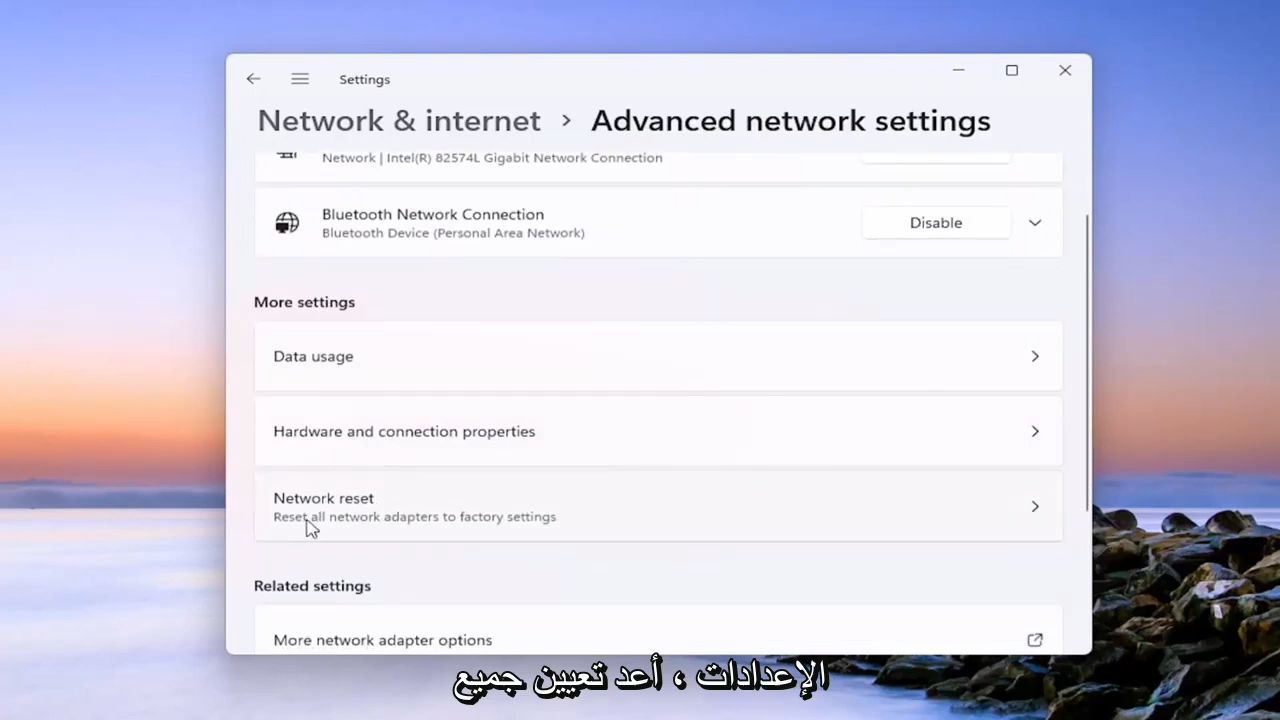 Settings
Network & internet > Advanced network settings
Network | Intel(R) 82574L Gigabit Network Connection
Bluetooth Network Connection
Bluetooth Device (Personal Area Network)
Disable
More settings
Data usage
Hardware and connection properties
Network reset
Reset all network adapters to factory settings
Related settings
More network adapter options
الإعدادات ، أعد تعيين جميع